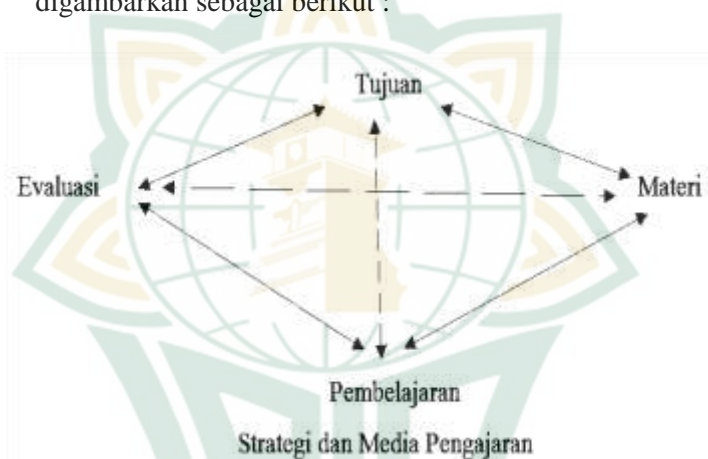 digambarkan sebagai berikut :
Tujuan
Evaluasi
Materi
Pembelajaran
Strategi dan Media Pengajaran